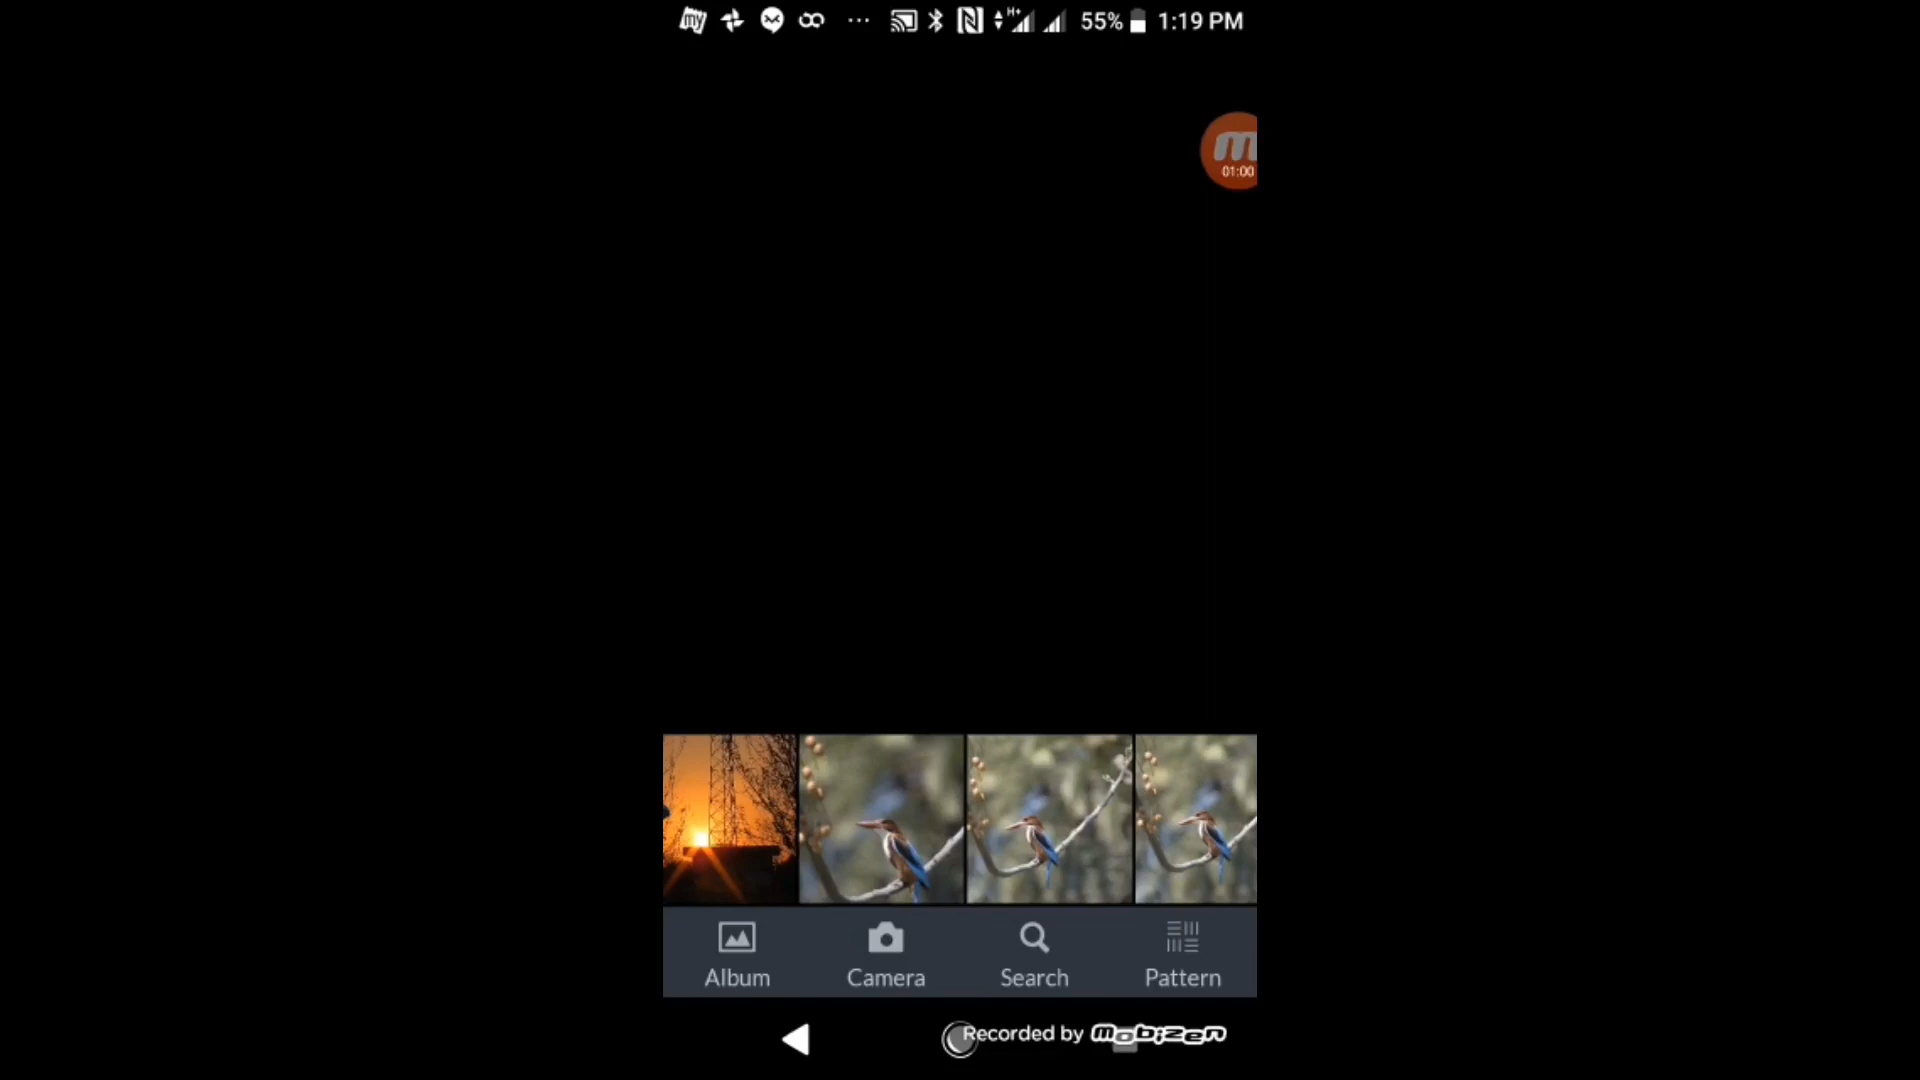 55% 1:19 PM
m
01:00
Album Camera Search Pattern
Recorded by mobizen